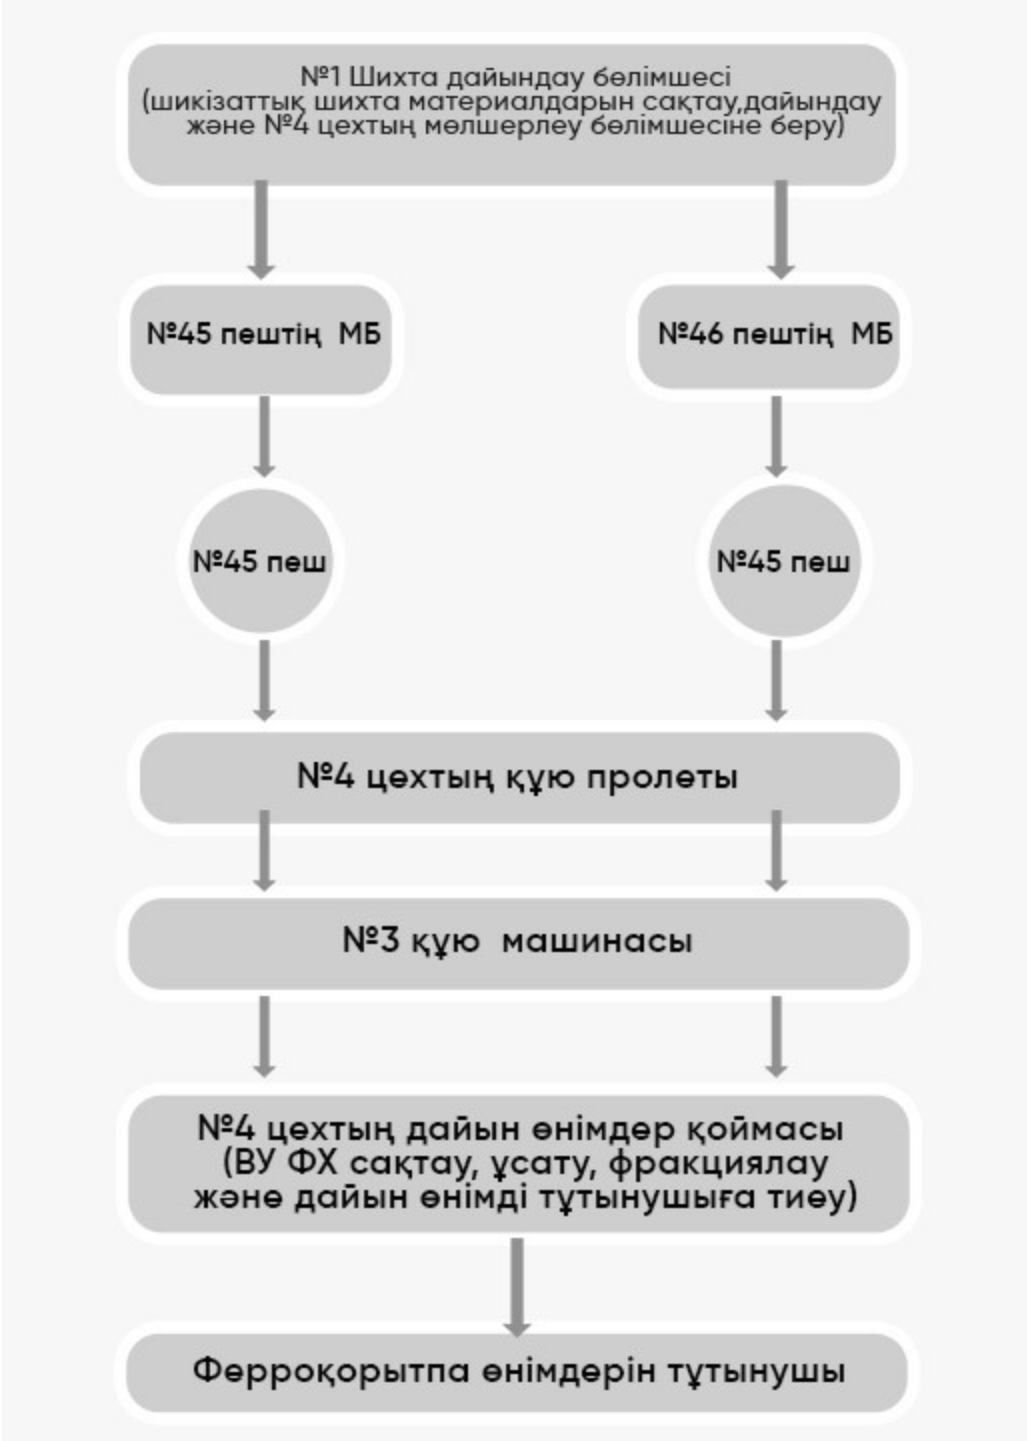 №1 Шихта дайындау бөлімшесі
(шикізаттық шихта материалдарын сақтау,дайындау
және №4 цехтың мөлшерлеу бөлімшесіне беру)
№45 пештің МБ
№46 пештің МБ
№45 пеш
№45 пеш
№4 цехтың құю пролеты
№3 құю машинасы
№4 цехтың дайын өнімдер қоймасы
(ВУ ФХ сақтау, ұсату, фракциялау
және дайын өнімді тұтынушыға тиеу)
Ферроқорытпа өнімдерін тұтынушы